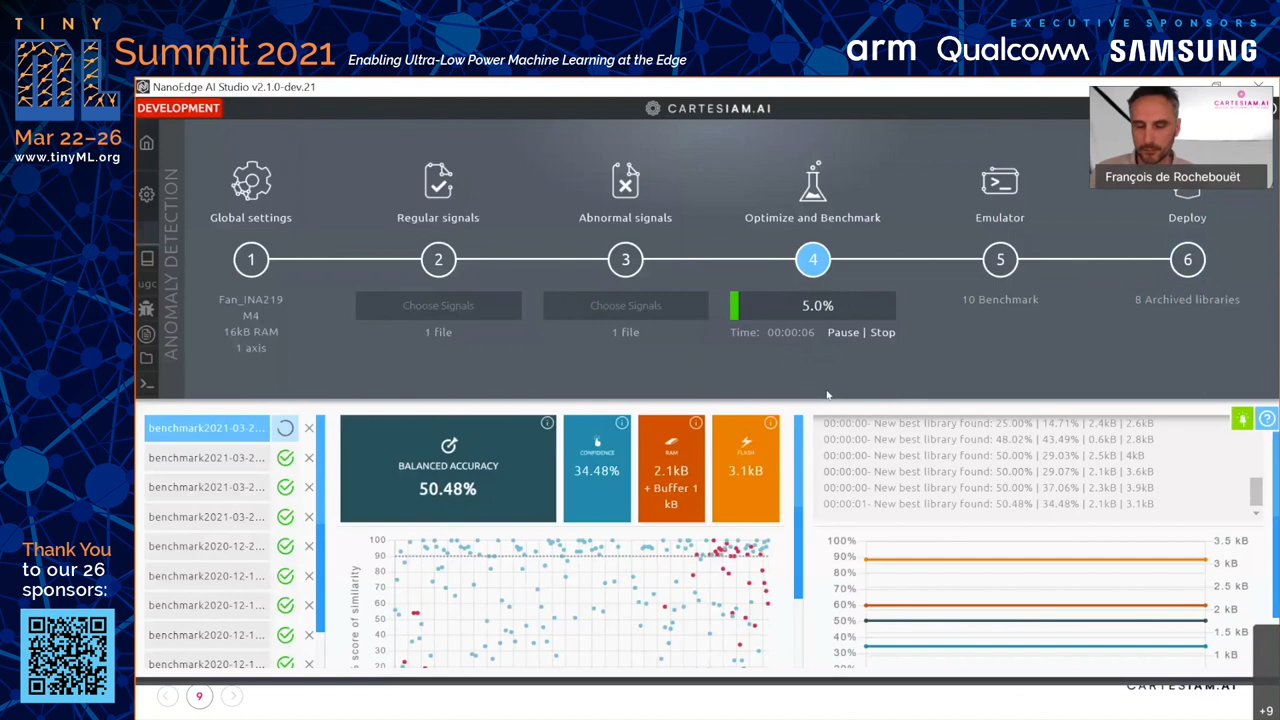 TINY
ML
Summit 2021
Enabling Ultra-Low Power Machine Learning at the Edge
EXECUTIVE SPONSORS
arm Qualcomm SAMSUNG
Mar 22–26
www.tinyML.org
Thank You
to our 26
sponsors:
NanoEdge AI Studio v2.1.0-dev.21
DEVELOPMENT
CARTESIAM.AI
CARTESIAM.AI
François de Rochebouët
ANOMALY DETECTION
ugc
Global settings
Regular signals
Abnormal signals
Optimize and Benchmark
Emulator
Deploy
1
2
3
4
5
6
Fan_INA219
M4
16kB RAM
1 axis
Choose Signals
1 file
Choose Signals
1 file
5.0%
Time: 00:00:06 Pause | Stop
10 Benchmark
8 Archived libraries
benchmark2021-03-2...
benchmark2021-03-2...
benchmark2021-03-2...
benchmark2021-03-2...
benchmark2020-12-2...
benchmark2020-12-1...
benchmark2020-12-1...
benchmark2020-12-1...
benchmark2020-12-1...
BALANCED ACCURACY
50.48%
CONFIDENCE
34.48%
RAM
2.1kB
+ Buffer 1
kB
FLASH
3.1kB
00:00:00- New best library found: 25.00% | 14.71% | 2.4kB | 2.6kB
00:00:00- New best library found: 48.02% | 43.49% | 0.6kB | 2.8kB
00:00:00- New best library found: 50.00% | 29.03% | 2.5kB | 4kB
00:00:00- New best library found: 50.00% | 29.07% | 2.1kB | 3.6kB
00:00:00- New best library found: 50.00% | 37.06% | 2.3kB | 3.9kB
00:00:01- New best library found: 50.48% | 34.48% | 2.1kB | 3.1kB
s score of similarity
100
90
80
70
60
50
40
30
20
100%
90%
80%
70%
60%
50%
40%
30%
3.5 kB
3 kB
2.5 kB
2 kB
1.5 kB
1 kB
9
CARTESIAM.AI
+9